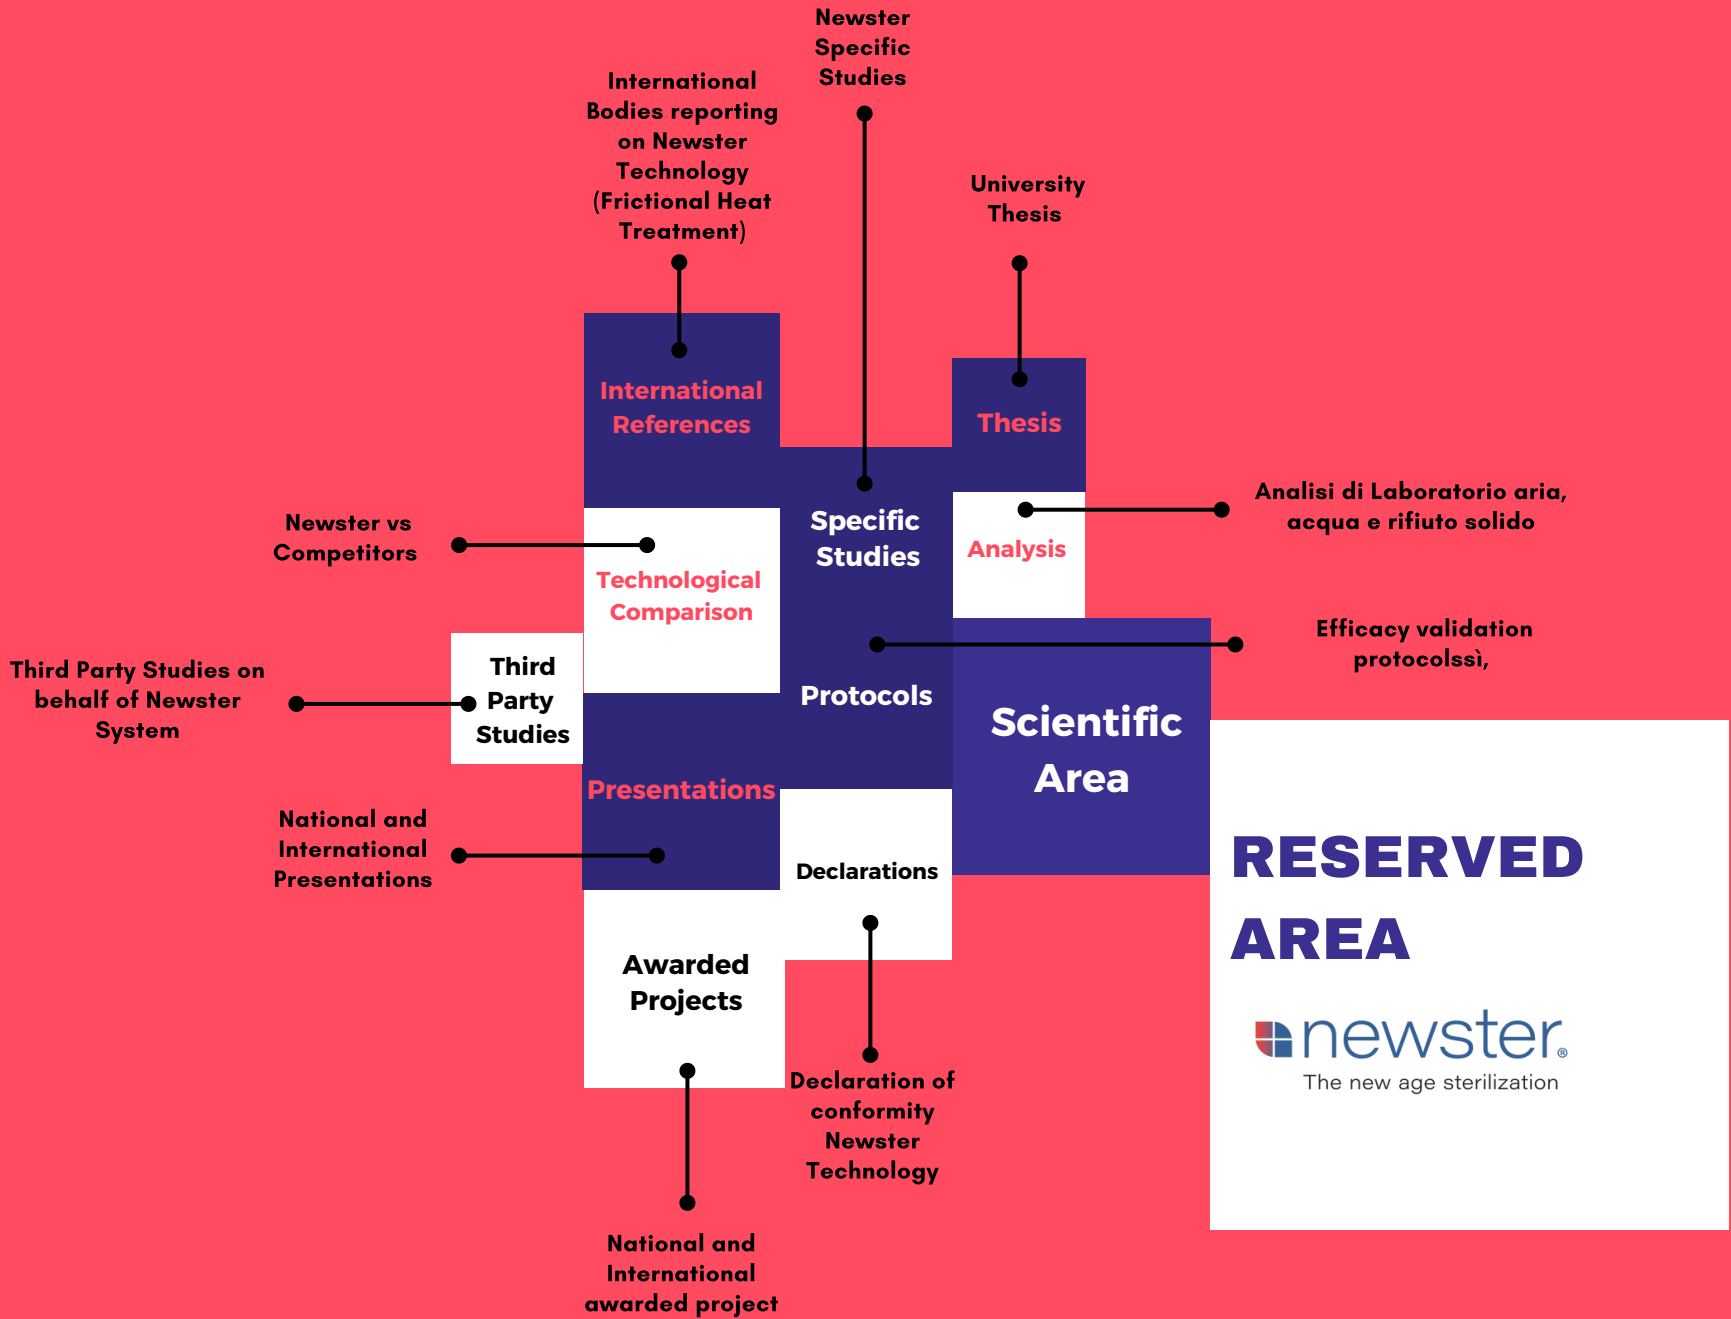 Newster
Specific
Studies
International
Bodies reporting
on Newster
Technology
(Frictional Heat
Treatment)
University
Thesis
International
References
Thesis
Specific
Studies
Analysis
Analisi di Laboratorio aria,
acqua e rifiuto solido
Newster vs
Competitors
Technological
Comparison
Efficacy validation
protocolssì,
Third Party Studies on
behalf of Newster
System
Third
Party
Studies
Protocols
Scientific
Area
Presentations
National and
International
Presentations
Declarations
RESERVED
AREA
Awarded
Projects
newster®
The new age sterilization
Declaration of
conformity
Newster
Technology
National and
International
awarded project